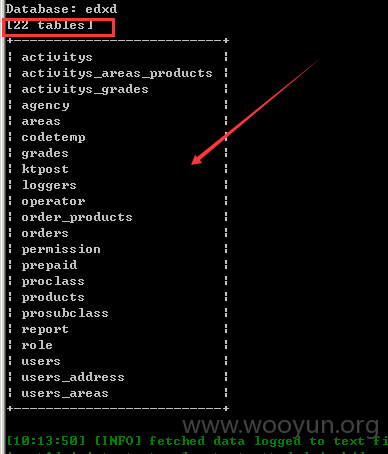 Database: edxd
[22 tables]
+---------------------------+
| activitys |
| activitys_areas_products |
| activitys_grades |
| agency |
| areas |
| codetemp |
| grades |
| ktpost |
| loggers |
| operator |
| order_products |
| orders |
| permission |
| prepaid |
| proclass |
| products |
| prosubclass |
| report |
| role |
| users |
| users_address |
| users_areas |
+---------------------------+
www.wooyun.org
[10:13:50] [INFO] fetched data logged to text fi